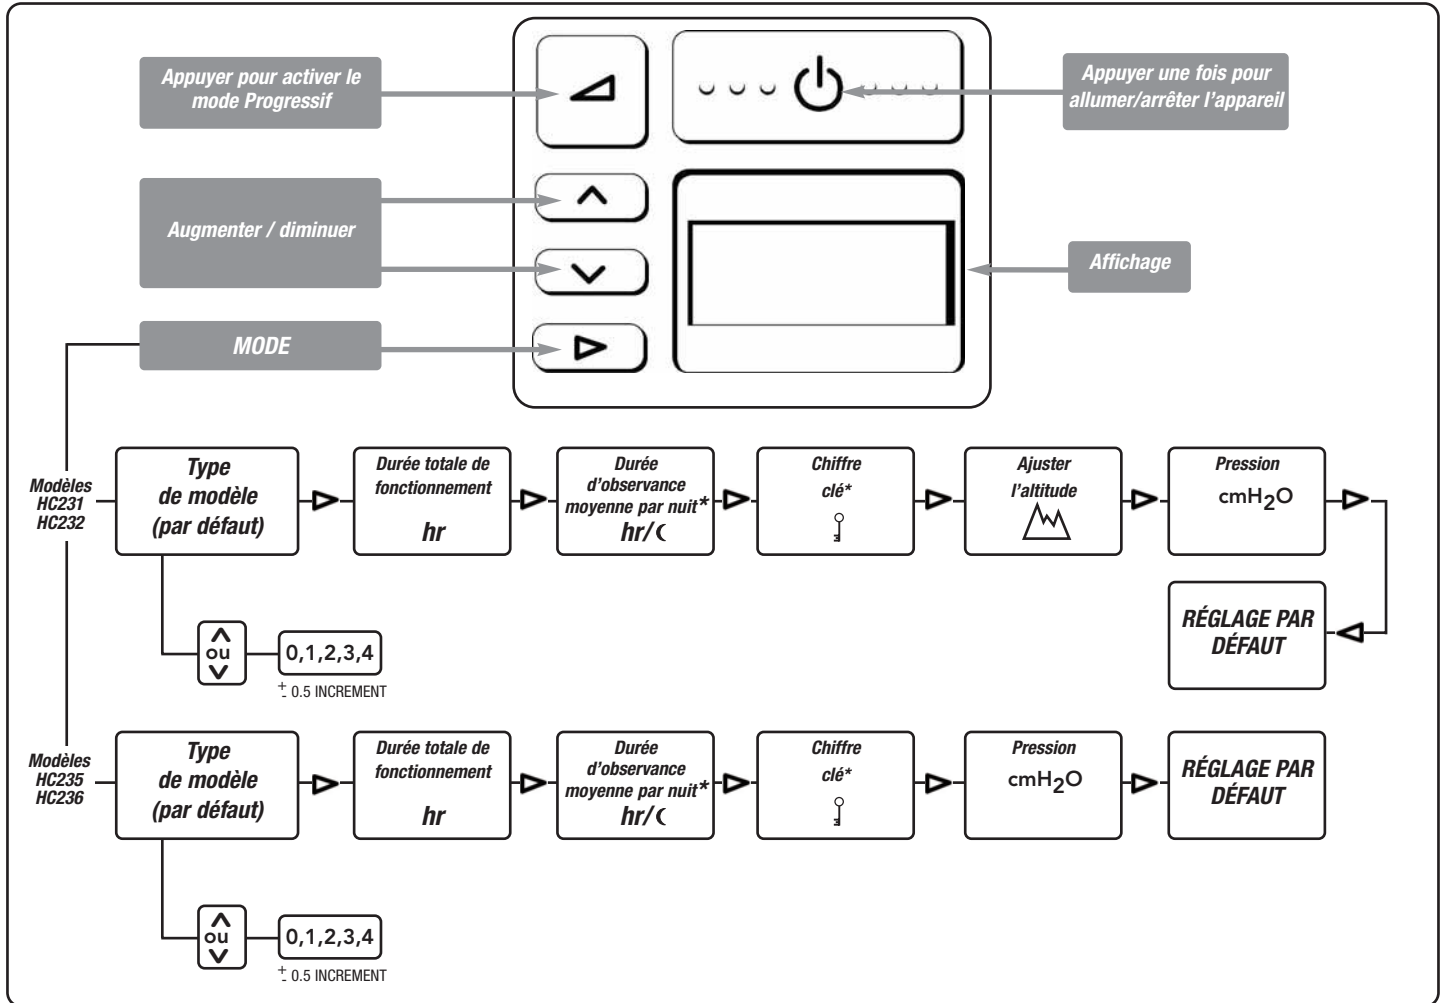 Appuyer pour activer le
mode Progressif
Appuyer une fois pour
allumer/arrêter l'appareil
Augmenter / diminuer
Affichage
MODE
Modèles
HC231
HC232
Type
de modèle
(par défaut)
Durée totale de
fonctionnement
hr
Durée
d'observance
moyenne par nuit*
hr/
Chiffre
clé*
Ajuster
l'altitude
Pression
cmH2O
RÉGLAGE PAR
DÉFAUT
ou
0,1,2,3,4
+
- 0.5 INCREMENT
Modèles
HC235
HC236
Type
de modèle
(par défaut)
Durée totale de
fonctionnement
hr
Durée
d'observance
moyenne par nuit*
hr/
Chiffre
clé*
Pression
cmH2O
RÉGLAGE PAR
DÉFAUT
ou
0,1,2,3,4
+
- 0.5 INCREMENT